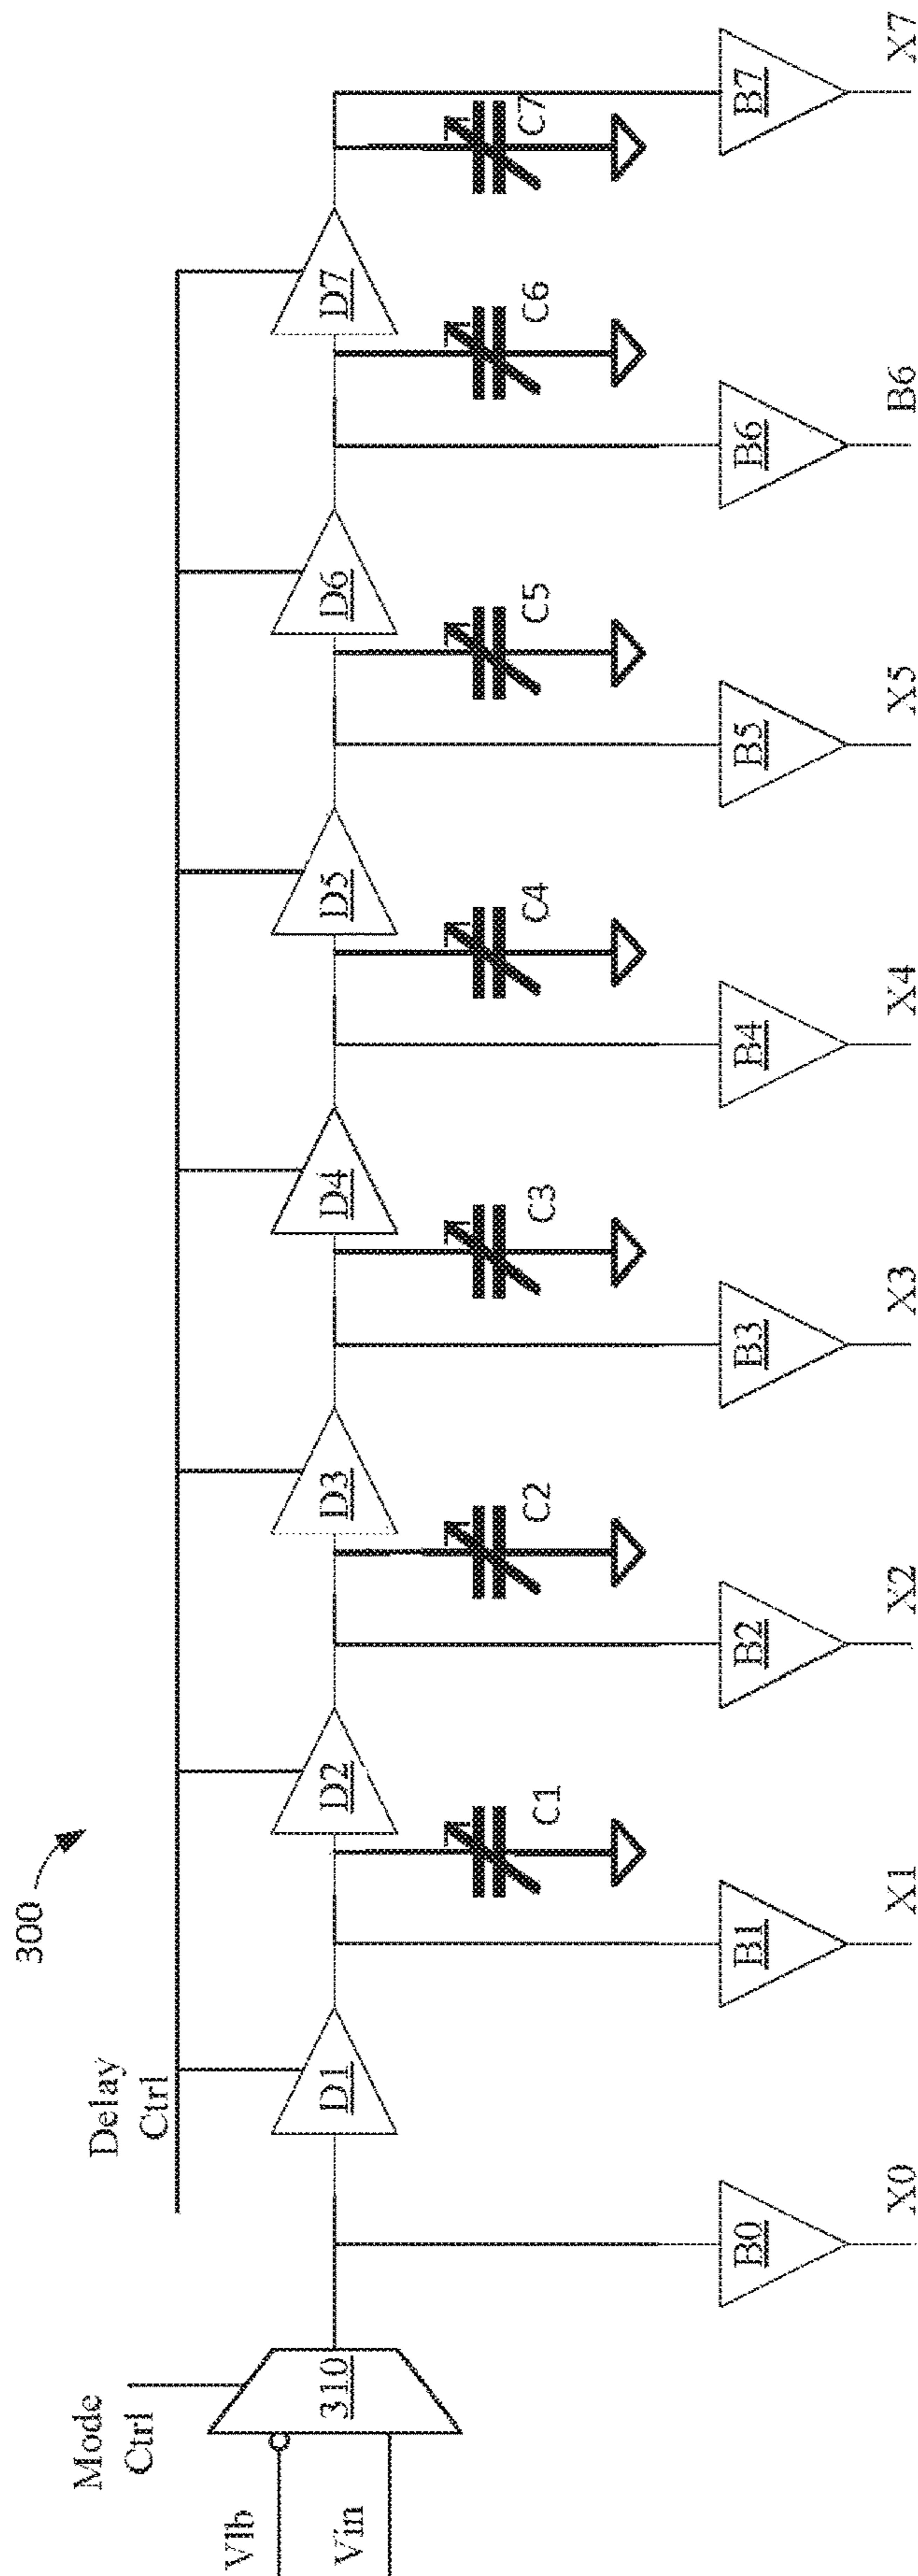 300
Mode
Ctrl
Delay
Ctrl
Vlb
Vin
310
D1
D2
D3
D4
D5
D6
D7
C1
C2
C3
C4
C5
C6
C7
B0
B1
B2
B3
B4
B5
B6
B7
X0
X1
X2
X3
X4
X5
B6
X7